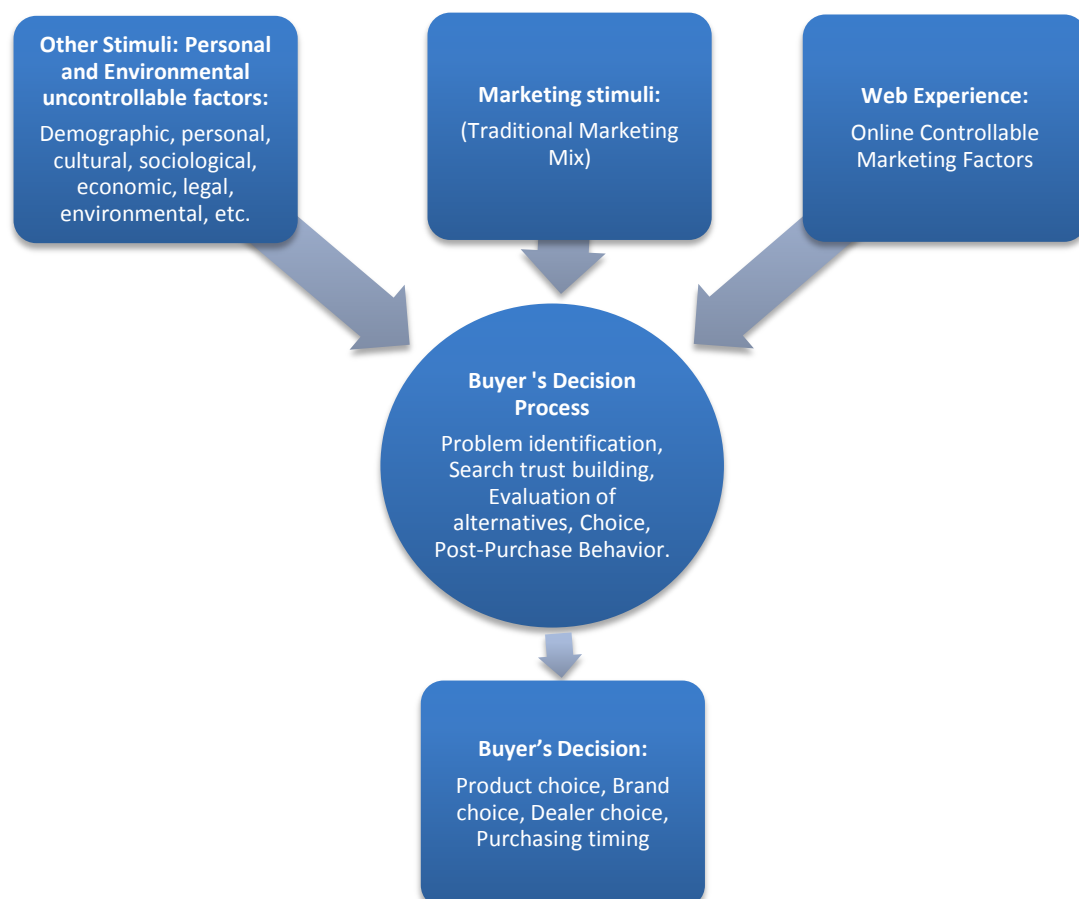 Other Stimuli: Personal
and Environmental
uncontrollable factors:
Demographic, personal,
cultural, sociological,
economic, legal,
environmental, etc.
Marketing stimuli:
(Traditional Marketing
Mix)
Web Experience:
Online Controllable
Marketing Factors
Buyer 's Decision
Process
Problem identification,
Search trust building,
Evaluation of
alternatives, Choice,
Post-Purchase Behavior.
Buyer’s Decision:
Product choice, Brand
choice, Dealer choice,
Purchasing timing